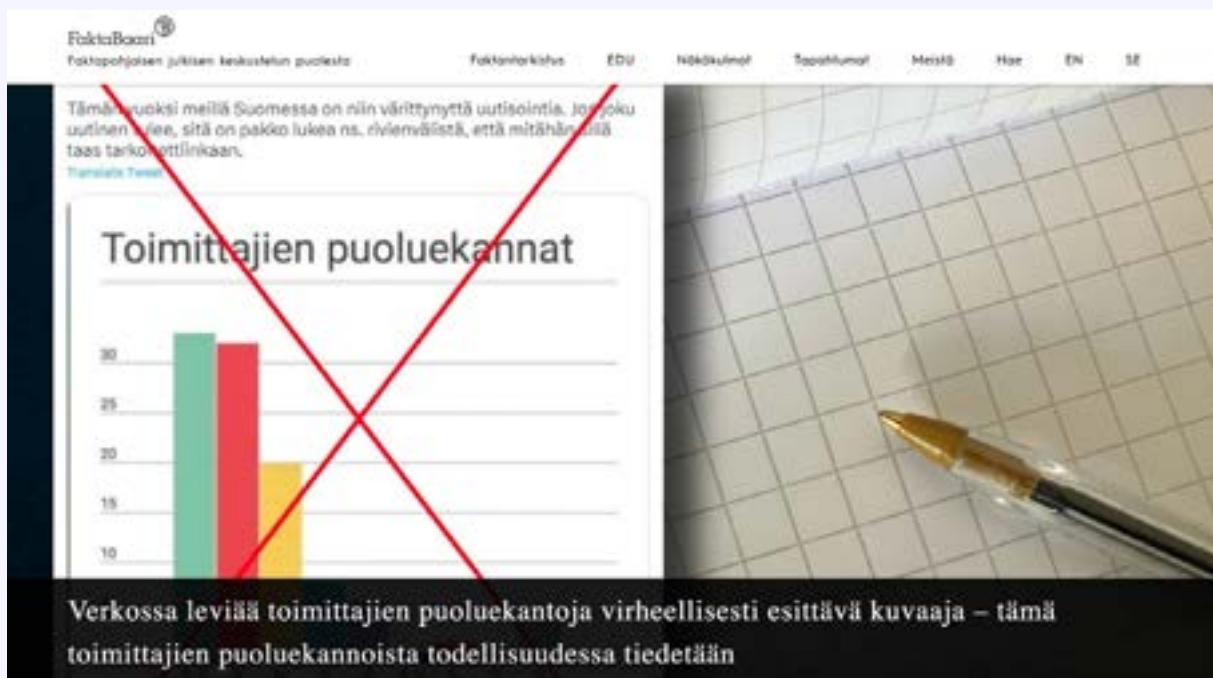 FaktaBaari
Faktapohjaisen julkisen keskustelun puolesta
Faktantarkistus EDU Näkökulmat Tapahtumat Meistä Hae EN SE
Tämän vuoksi meillä Suomessa on niin värittynyttä uutisointia. Jos joku
uutinen tulee, sitä on pakko lukea ns. rivienvälistä, että mitähän sillä
taas tarkoitettiinkaan.
Translate Tweet
Toimittajien puoluekannat
30
25
20
15
10
Verkossa leviää toimittajien puoluekantoja virheellisesti esittävä kuvaaja – tämä
toimittajien puoluekannoista todellisuudessa tiedetään